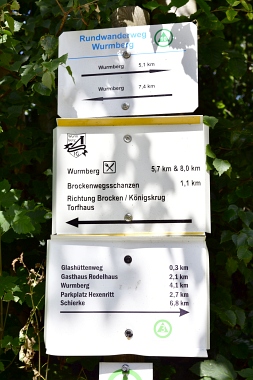 Rundwanderweg
Wurmberg
Wurmberg 5,1 km
Wurmberg 7,4 km
Wurmberg 5,7 km & 8,0 km
Brockenwegsschanzen 1,1 km
Richtung Brocken / Königskrug
Torfhaus
Glashüttenweg 0,3 km
Gasthaus Rodelhaus 2,1 km
Wurmberg 4,1 km
Parkplatz Hexenritt 2,7 km
Schierke 6,8 km